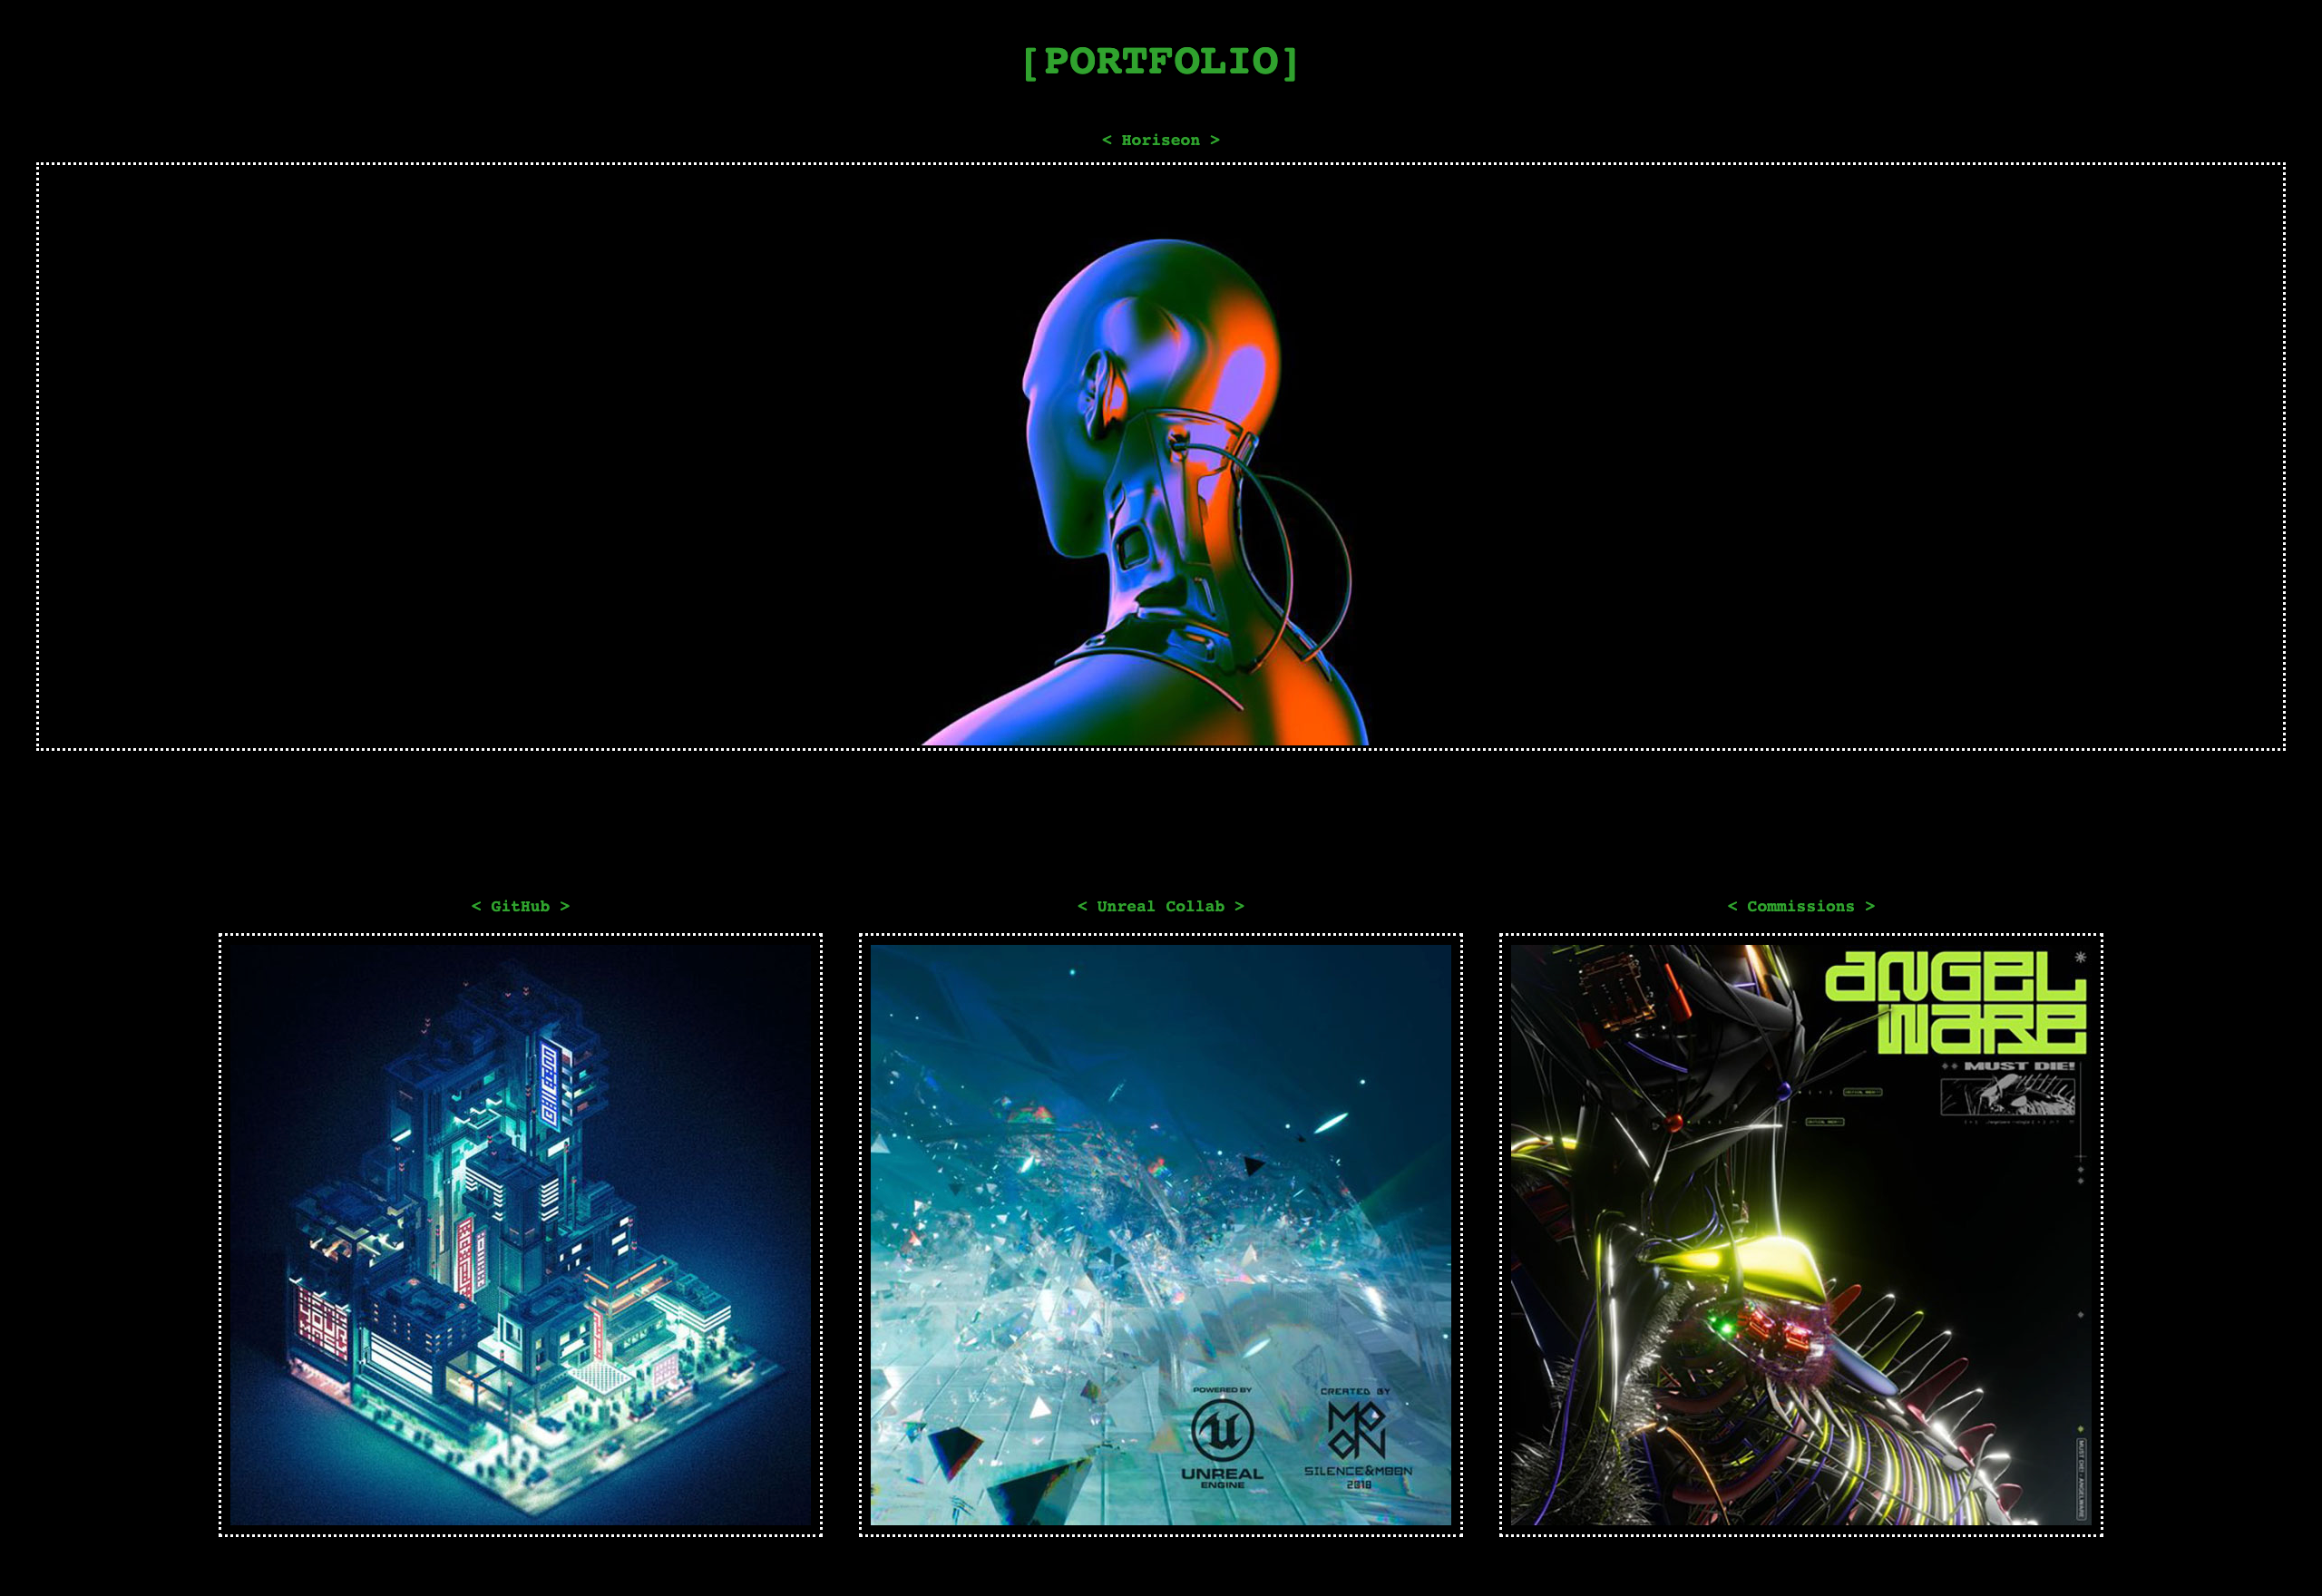 [PORTFOLIO]
< Horiseon >
< GitHub >
< Unreal Collab >
< Commissions >
POWERED BY
UNREAL
ENGINE
CREATED BY
MOON
SILENCE&MOON
2018
ANGEL
WARE
MUST DIE!